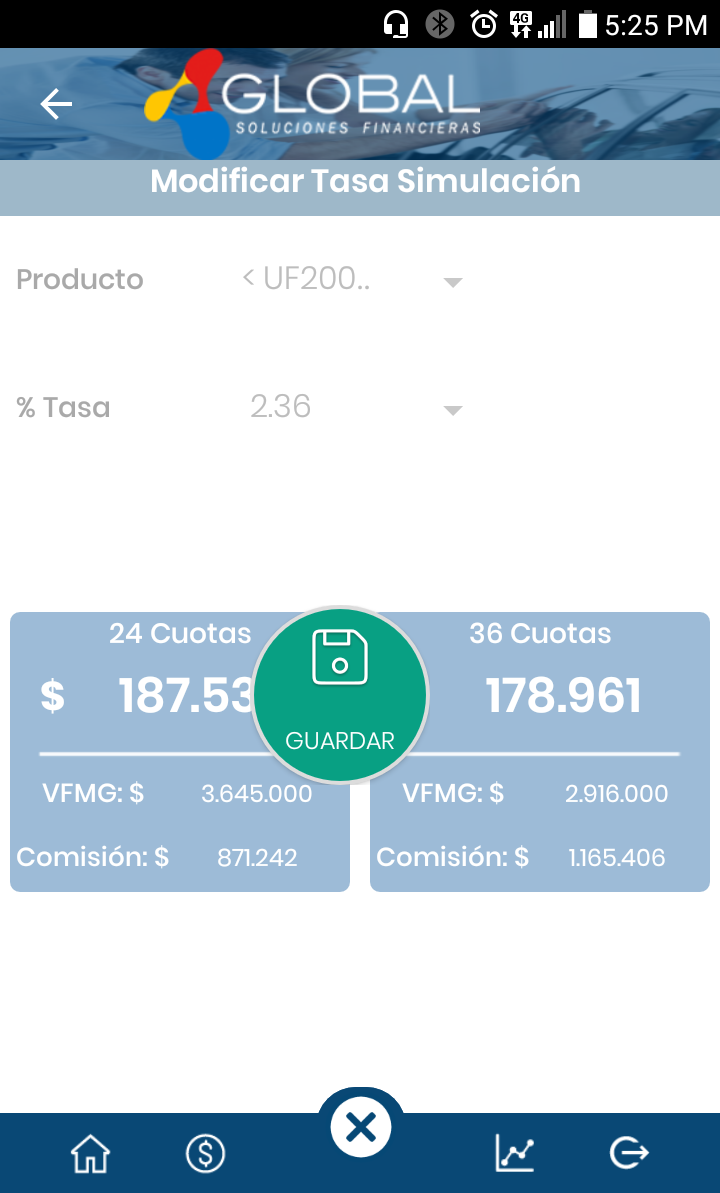 4G 5:25 PM
GLOBAL
SOLUCIONES FINANCIERAS
Modificar Tasa Simulación
Producto < UF200..
% Tasa 2.36
24 Cuotas 36 Cuotas
$ 187.53 178.961
GUARDAR
VFMG: $ 3.645.000 VFMG: $ 2.916.000
Comisión: $ 871.242 Comisión: $ 1.165.406